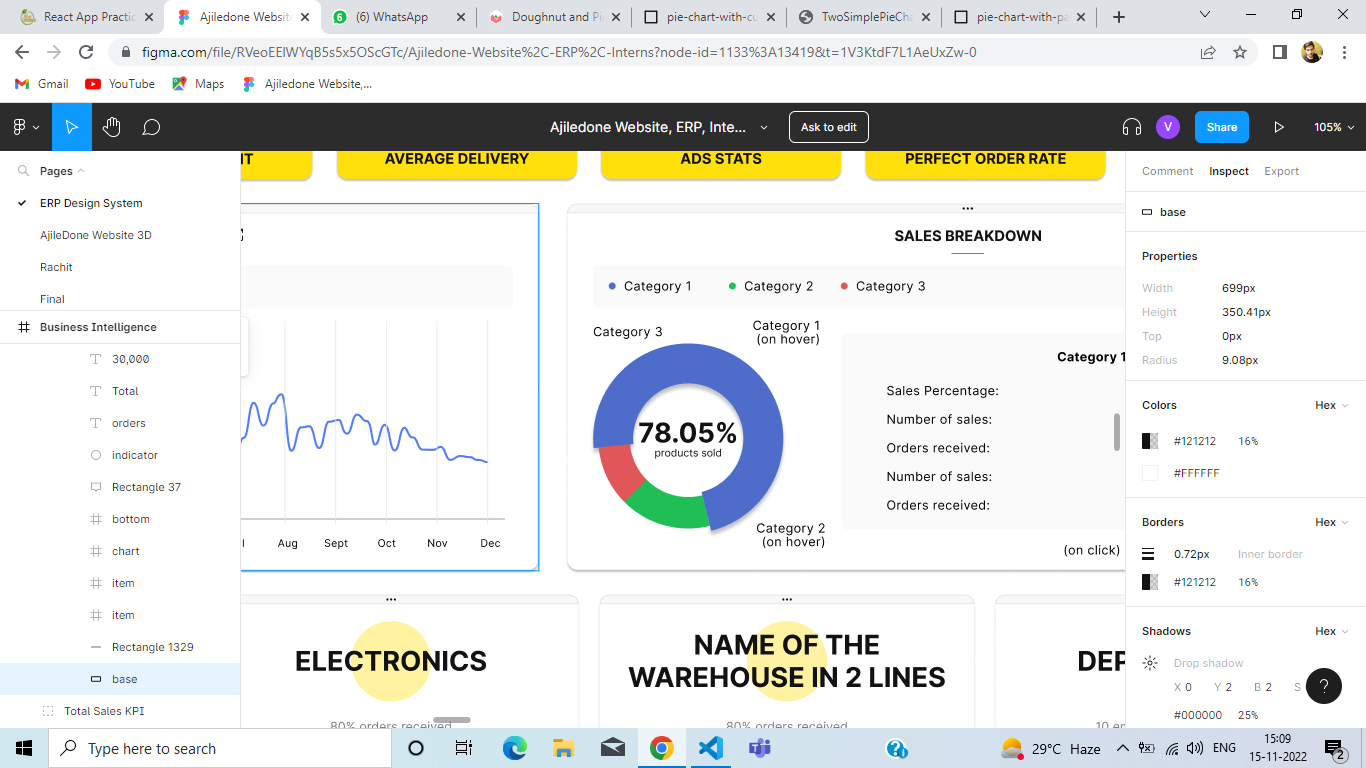 React App Practic
Ajiledone Websit
(6) WhatsApp
Doughnut and Pi
pie-chart-with-cu
TwoSimplePieCha
pie-chart-with-pa
figma.com/file/RVeoEElWYqB5s5x5OScGTc/Ajiledone-Website%2C-ERP%2C-Interns?node-id=1133%3A13419&t=1V3KtdF7L1AeUxZw-0
Gmail
YouTube
Maps
Ajiledone Website,...
Ajiledone Website, ERP, Inte...
Ask to edit
V
Share
105%
Pages
ERP Design System
AjileDone Website 3D
Rachit
Final
Business Intelligence
30,000
Total
orders
indicator
Rectangle 37
bottom
chart
item
item
Rectangle 1329
base
Total Sales KPI
AVERAGE DELIVERY
ADS STATS
PERFECT ORDER RATE
Aug
Sept
Oct
Nov
Dec
SALES BREAKDOWN
Category 1
Category 2
Category 3
Category 3
Category 1
(on hover)
78.05%
products sold
Category 2
(on hover)
Category 1
Sales Percentage:
Number of sales:
Orders received:
Number of sales:
Orders received:
(on click)
ELECTRONICS
80% orders received
NAME OF THE
WAREHOUSE IN 2 LINES
80% orders received
DEP
10 em
Comment
Inspect
Export
base
Properties
Width
699px
Height
350.41px
Top
0px
Radius
9.08px
Colors
Hex
#121212
16%
#FFFFFF
Borders
Hex
0.72px
Inner border
#121212
16%
Shadows
Hex
Drop shadow
X 0
Y 2
B 2
S
#000000
25%
?
Type here to search
29°C Haze
ENG
15:09
15-11-2022
2